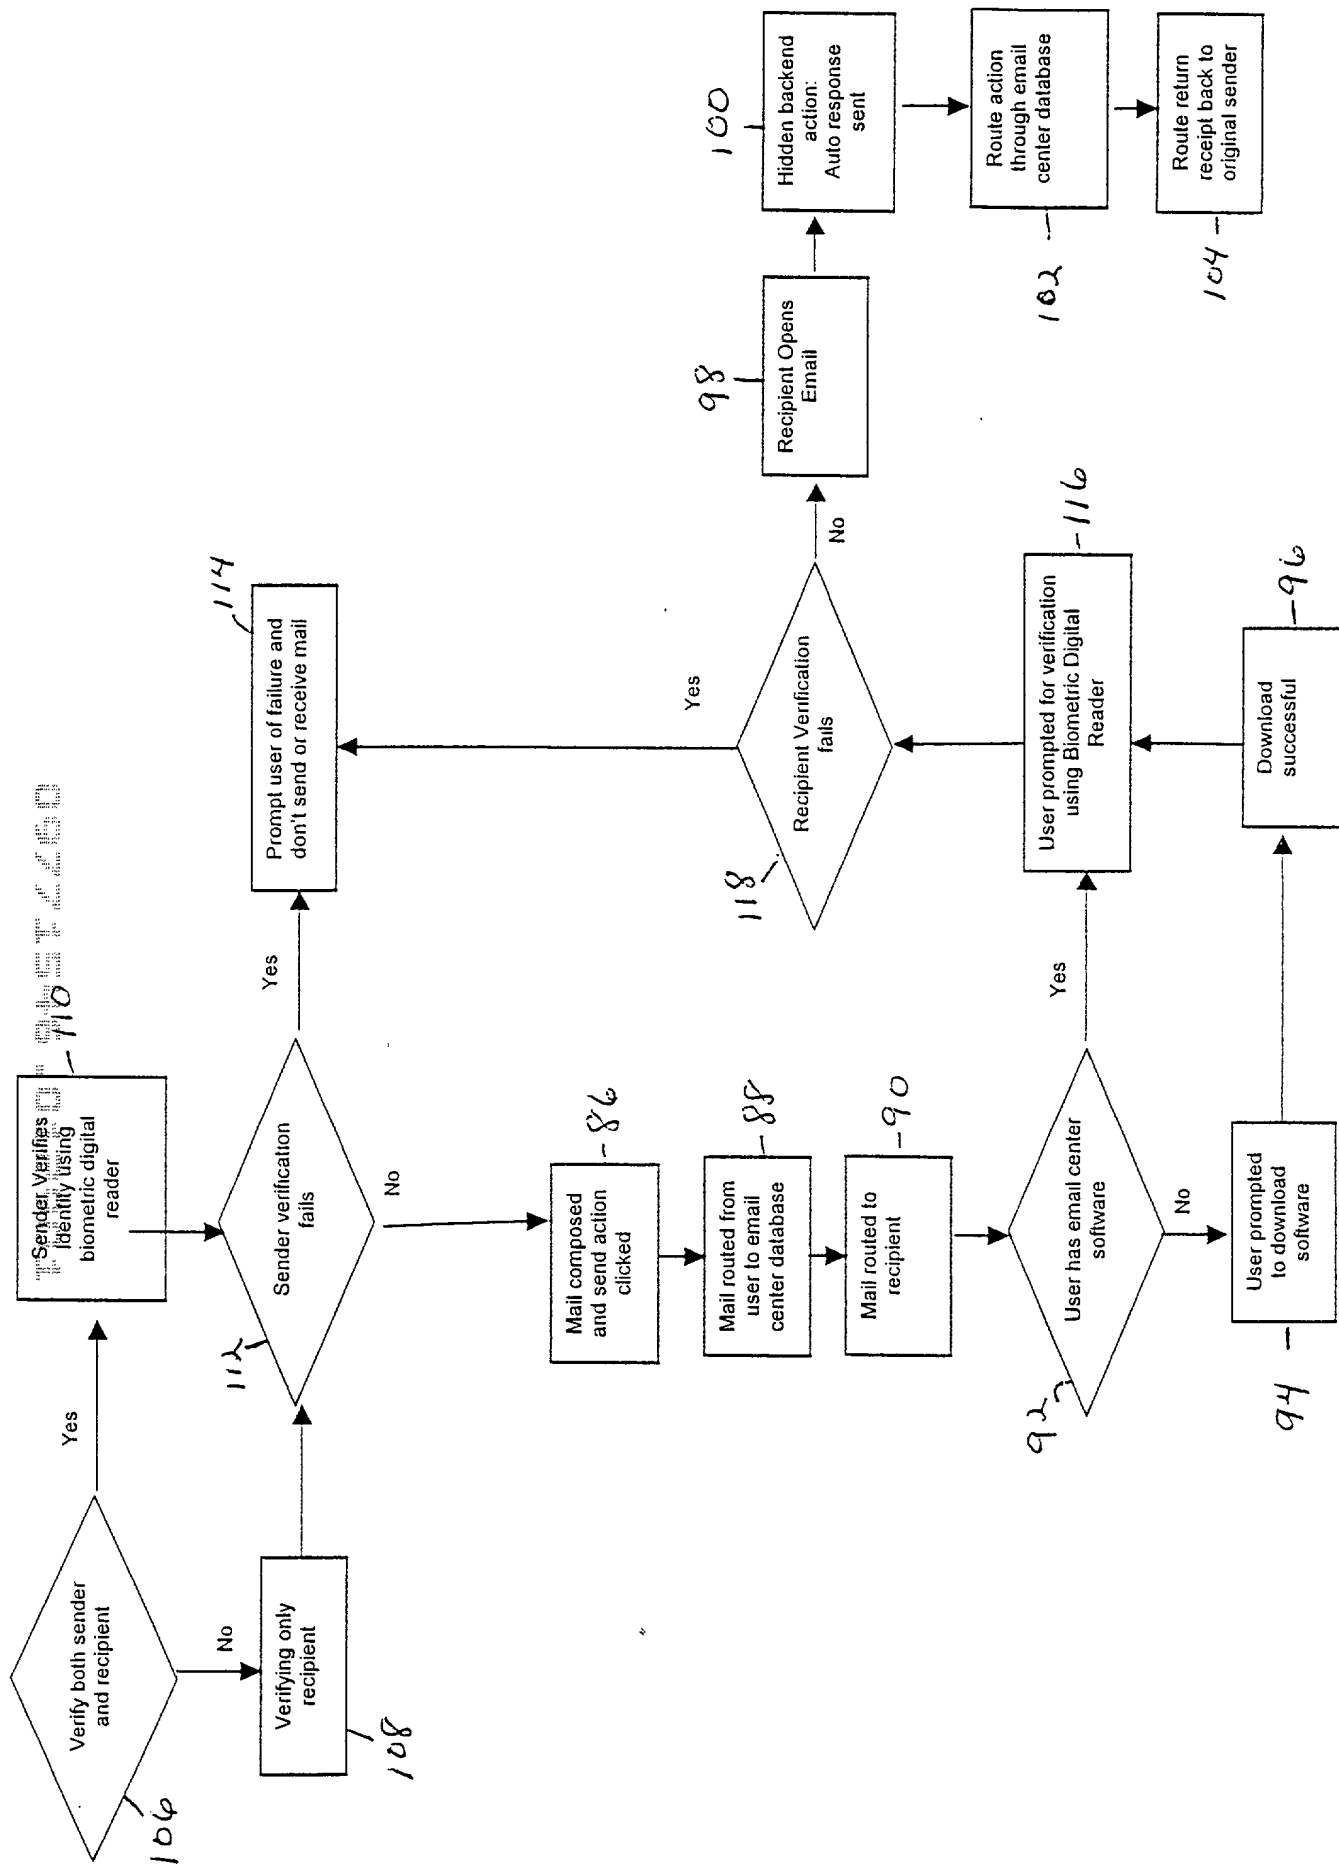 Verify both sender
and recipient
106
Yes
No
Verifying only
recipient
108
Sender Verifies
Identity using
biometric digital
reader
110
Sender verification
fails
112
Yes
No
Prompt user of failure and
don't send or receive mail
114
Mail composed
and send action
clicked
86
Mail routed from
user to email
center database
88
Mail routed to
recipient
90
User has email center
software
92
Yes
No
User prompted
to download
software
94
Download
successful
96
User prompted for verification
using Biometric Digital
Reader
116
Recipient Verification
fails
118
Yes
No
Recipient Opens
Email
98
Hidden backend
action:
Auto response
sent
100
Route action
through email
center database
102
Route return
receipt back to
original sender
104